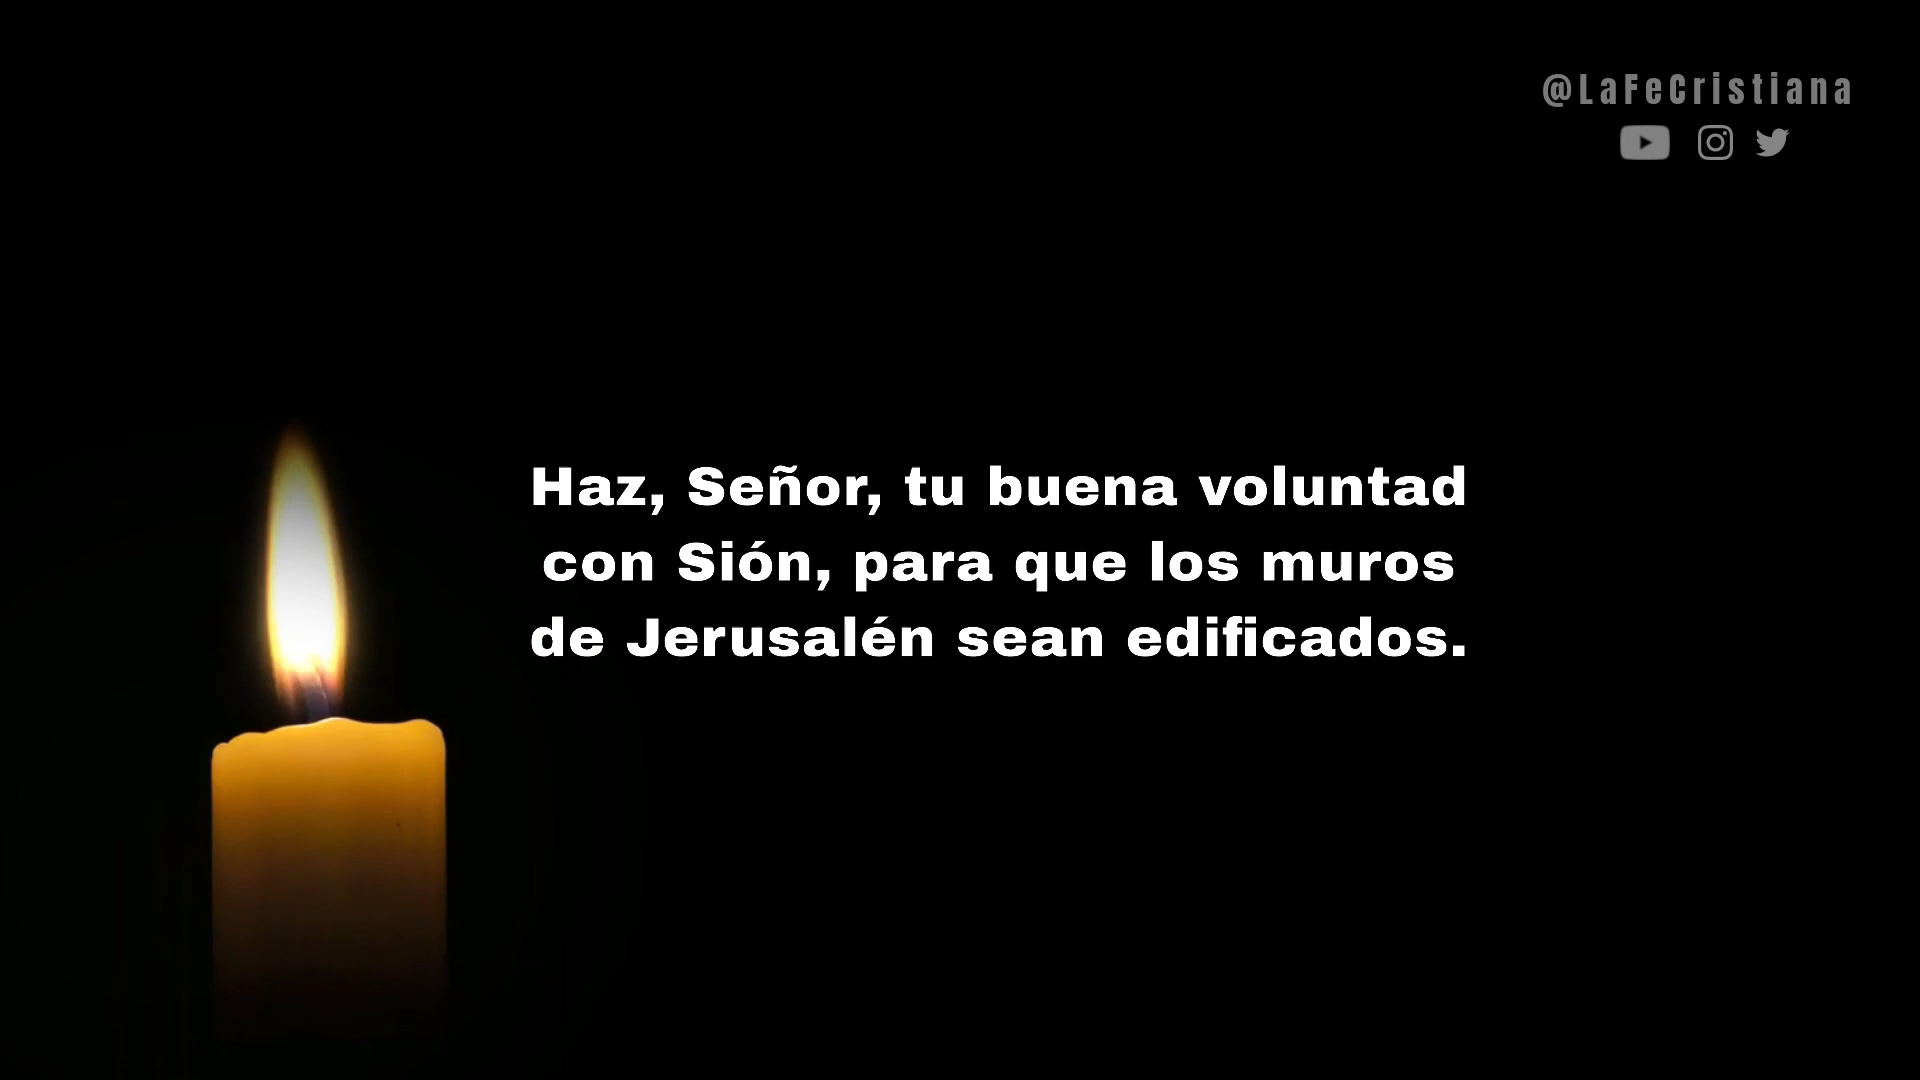 @LaFeCristiana
Haz, Señor, tu buena voluntad
con Sión, para que los muros
de Jerusalén sean edificados.